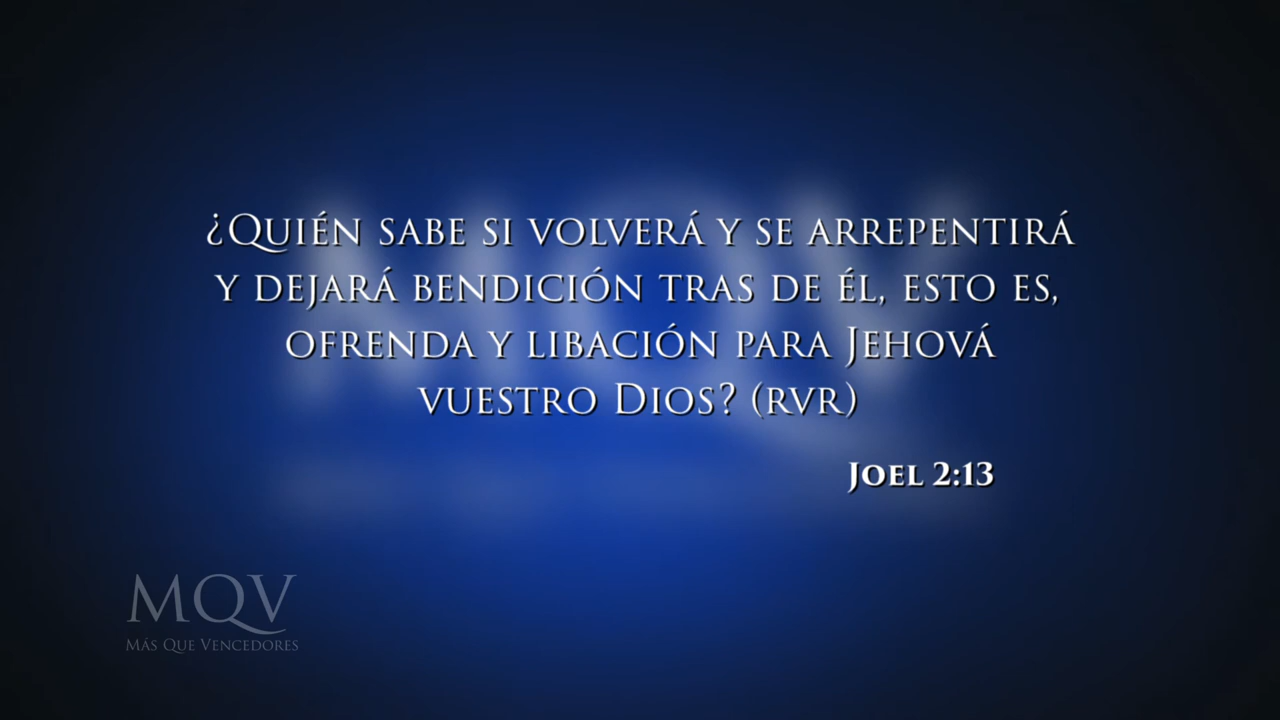 ¿Quién sabe si volverá y se arrepentirá
y dejará bendición tras de él, esto es,
ofrenda y libación para Jehová
vuestro Dios? (rvr)
Joel 2:13
MQV
Más Que Vencedores